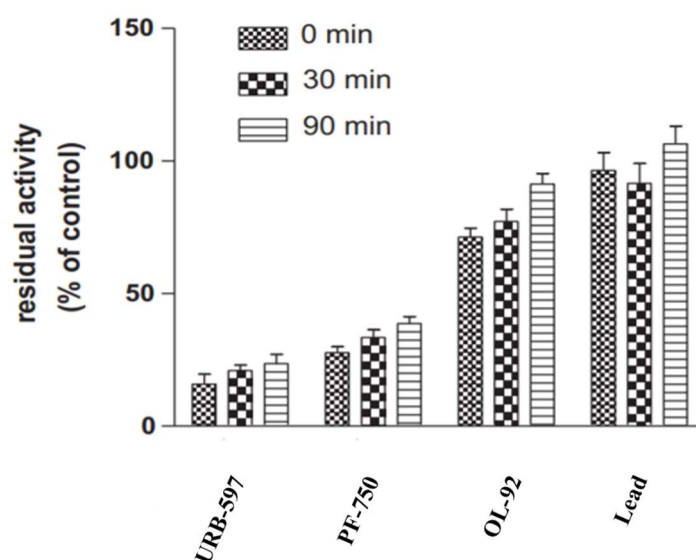 150
0 min
30 min
90 min
100
residual activity
(% of control)
50
0
URB-597
PF-750
OL-92
Lead